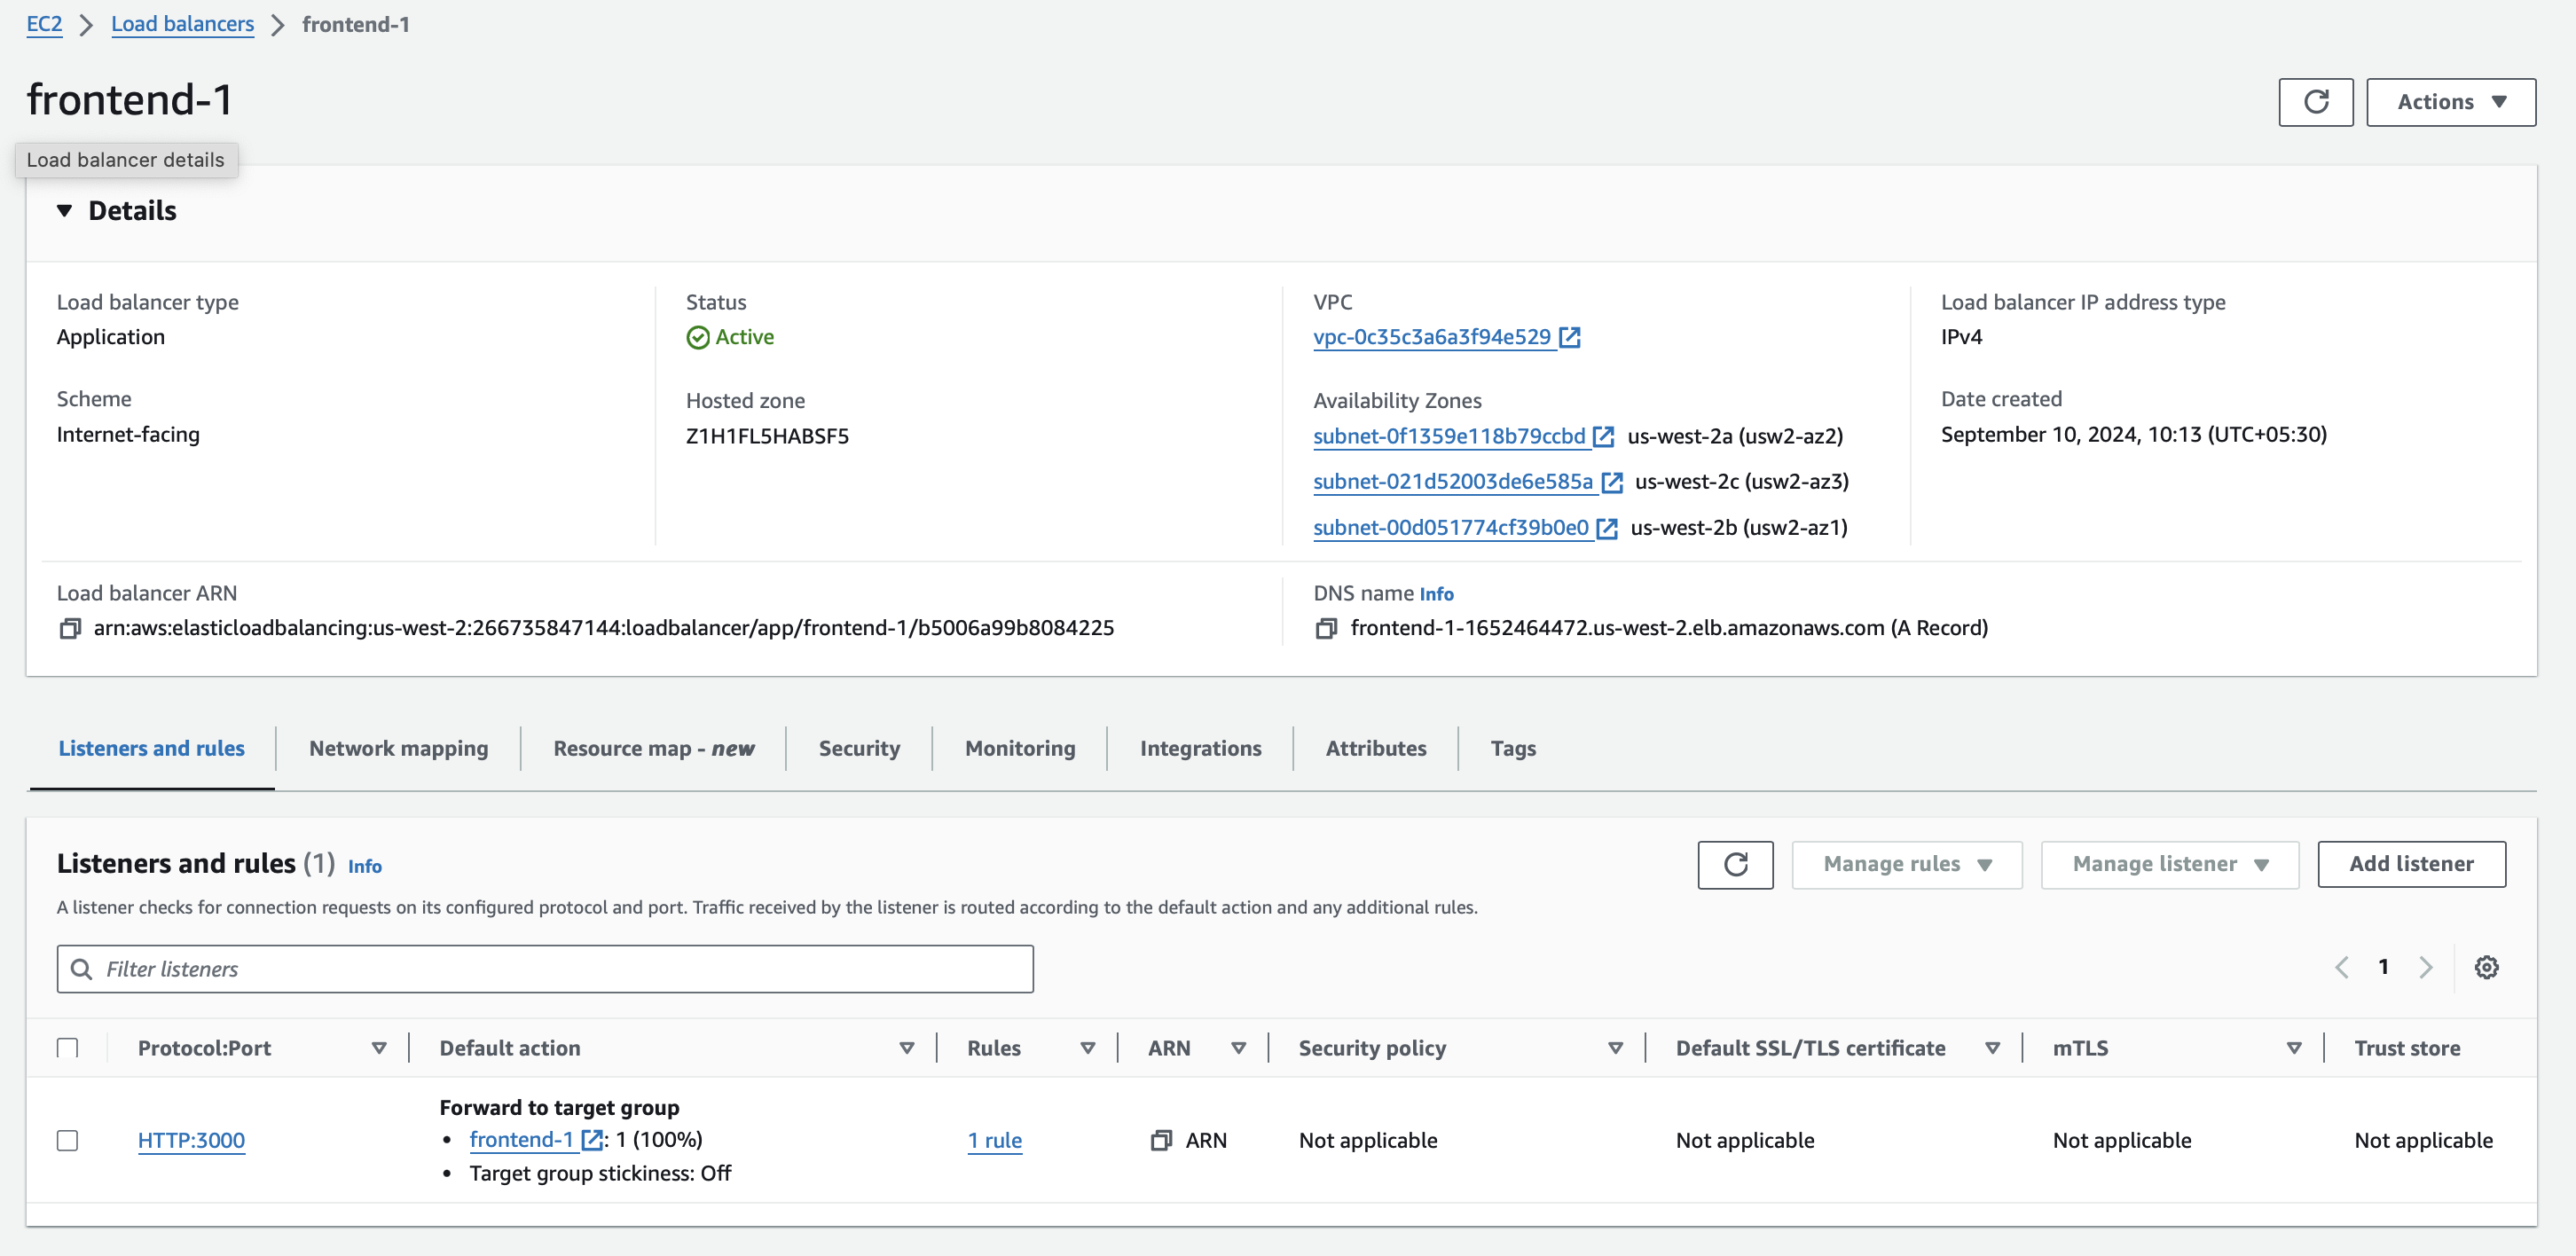 EC2 > Load balancers > frontend-1
frontend-1
Actions
Load balancer details
Details
Load balancer type
Application
Status
Active
VPC
vpc-0c35c3a6a3f94e529
Load balancer IP address type
IPv4
Scheme
Internet-facing
Hosted zone
Z1H1FL5HABSF5
Availability Zones
subnet-0f1359e118b79ccbd us-west-2a (usw2-az2)
subnet-021d52003de6e585a us-west-2c (usw2-az3)
subnet-00d051774cf39b0e0 us-west-2b (usw2-az1)
Date created
September 10, 2024, 10:13 (UTC+05:30)
Load balancer ARN
arn:aws:elasticloadbalancing:us-west-2:266735847144:loadbalancer/app/frontend-1/b5006a99b8084225
DNS name Info
frontend-1-1652464472.us-west-2.elb.amazonaws.com (A Record)
Listeners and rules Network mapping Resource map - new Security Monitoring Integrations Attributes Tags
Listeners and rules (1) Info
Manage rules Manage listener Add listener
A listener checks for connection requests on its configured protocol and port. Traffic received by the listener is routed according to the default action and any additional rules.
Filter listeners
1
Protocol:Port Default action Rules ARN Security policy Default SSL/TLS certificate mTLS Trust store
HTTP:3000
Forward to target group
• frontend-1 : 1 (100%)
• Target group stickiness: Off
1 rule
ARN
Not applicable
Not applicable
Not applicable
Not applicable